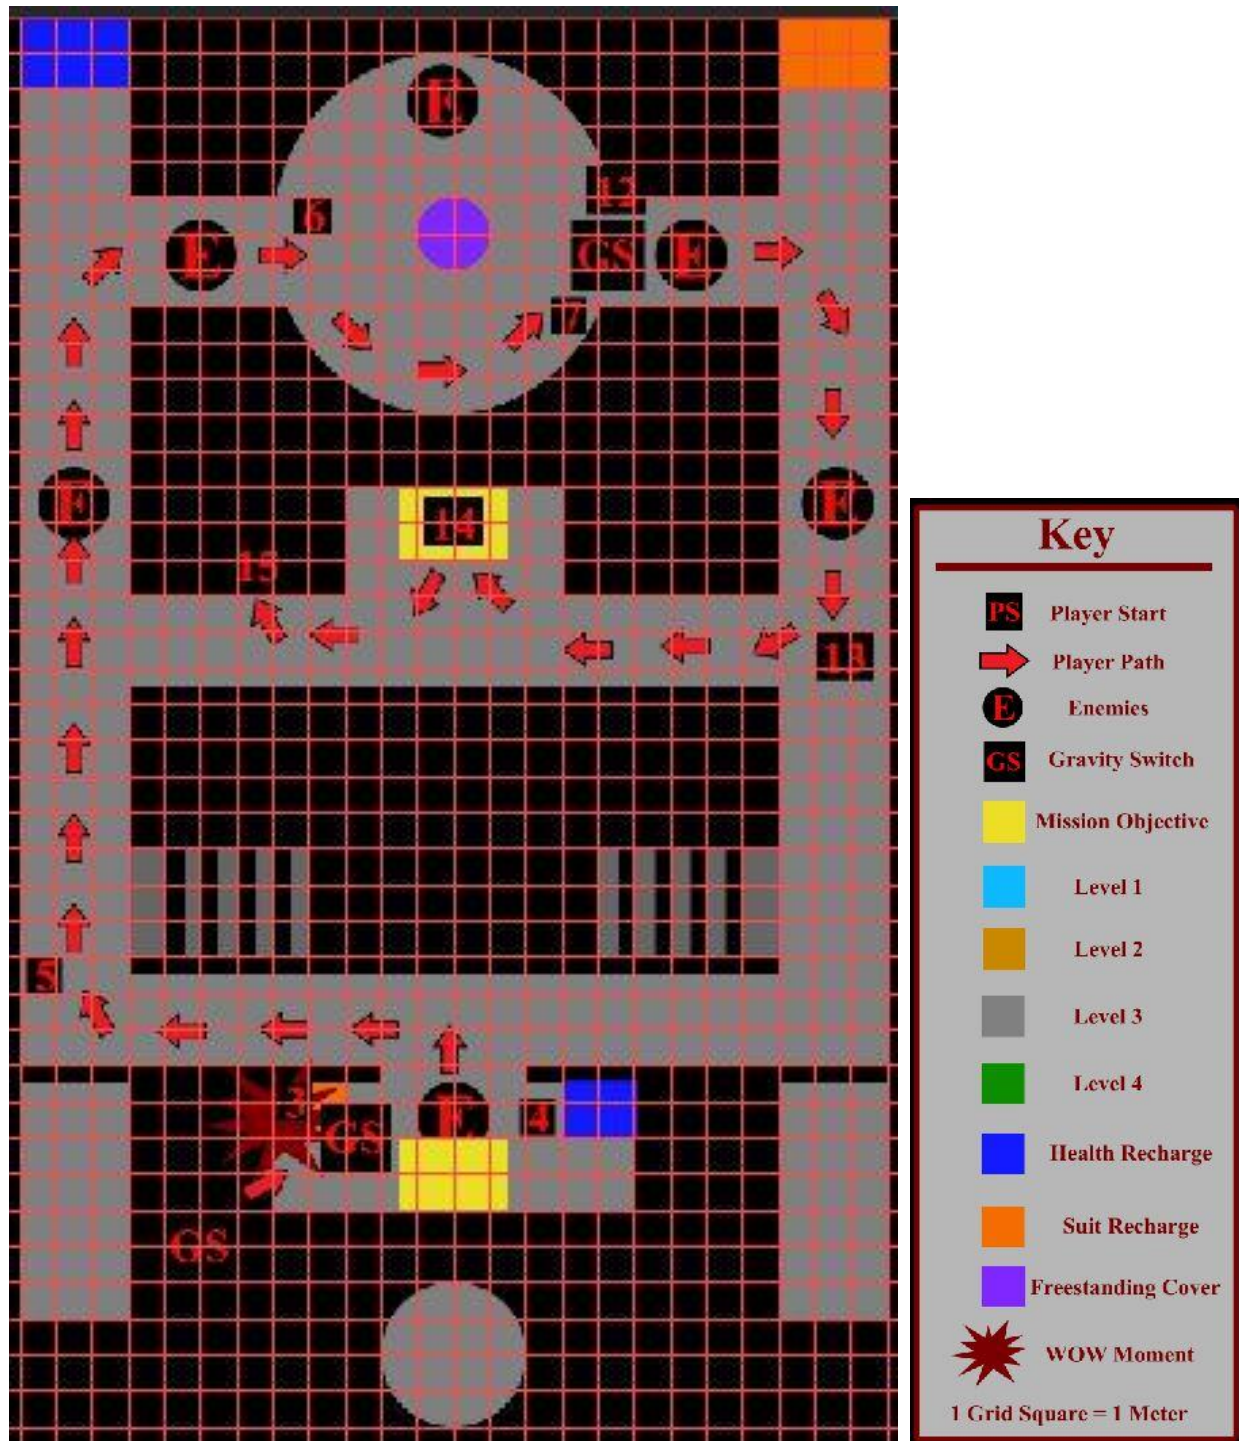 E
12
6
E
GS
E
7
E
E
14
15
13
5
3
E
4
GS
GS
Key
PS Player Start
Player Path
E Enemies
GS Gravity Switch
Mission Objective
Level 1
Level 2
Level 3
Level 4
Health Recharge
Suit Recharge
Freestanding Cover
WOW Moment
1 Grid Square = 1 Meter